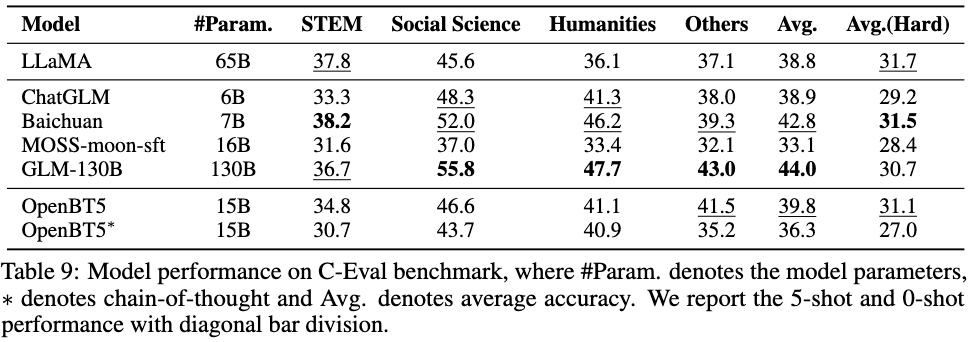 Model #Param. STEM Social Science Humanities Others Avg. Avg.(Hard)
LLaMA 65B 37.8 45.6 36.1 37.1 38.8 31.7
ChatGLM 6B 33.3 48.3 41.3 38.0 38.9 29.2
Baichuan 7B 38.2 52.0 46.2 39.3 42.8 31.5
MOSS-moon-sft 16B 31.6 37.0 33.4 32.1 33.1 28.4
GLM-130B 130B 36.7 55.8 47.7 43.0 44.0 30.7
OpenBT5 15B 34.8 46.6 41.1 41.5 39.8 31.1
OpenBT5* 15B 30.7 43.7 40.9 35.2 36.3 27.0
Table 9: Model performance on C-Eval benchmark, where #Param. denotes the model parameters,
* denotes chain-of-thought and Avg. denotes average accuracy. We report the 5-shot and 0-shot
performance with diagonal bar division.